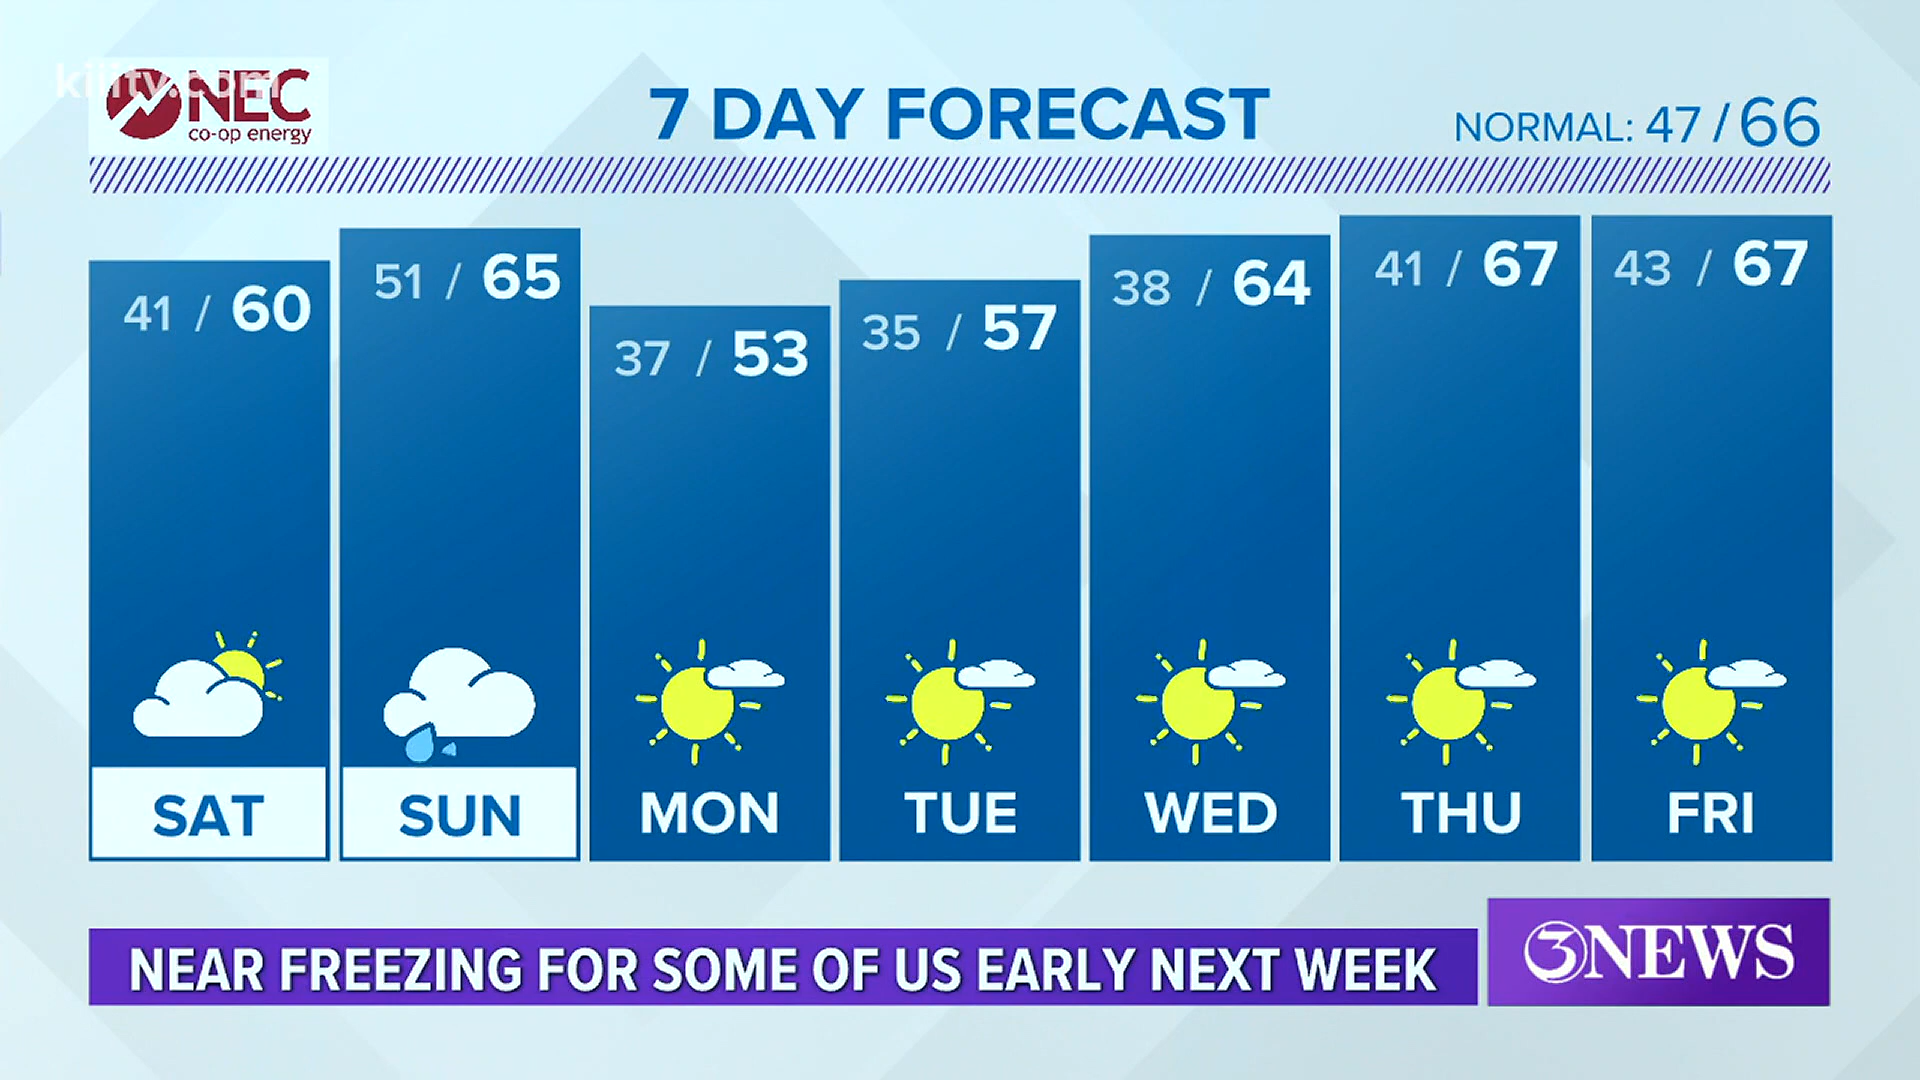 kiiitv.com
NEC
co-op energy
7 DAY FORECAST
NORMAL: 47 / 66
41 / 60
51 / 65
37 / 53
35 / 57
38 / 64
41 / 67
43 / 67
SAT
SUN
MON
TUE
WED
THU
FRI
NEAR FREEZING FOR SOME OF US EARLY NEXT WEEK
3NEWS